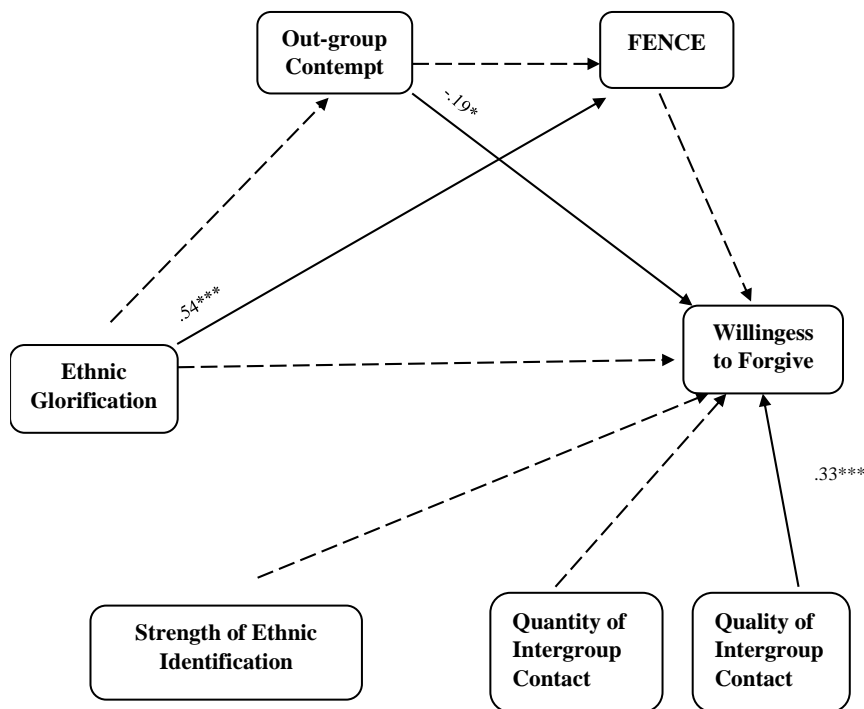 Out-group
Contempt
FENCE
-.19*
.54***
Willingess
to Forgive
Ethnic
Glorification
.33***
Strength of Ethnic
Identification
Quantity of
Intergroup
Contact
Quality of
Intergroup
Contact